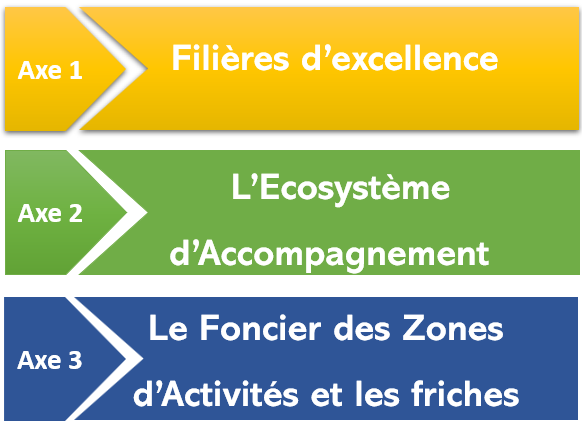 Axe 1
Filières d'excellence
Axe 2
L'Ecosystème
d'Accompagnement
Axe 3
Le Foncier des Zones
d'Activités et les friches